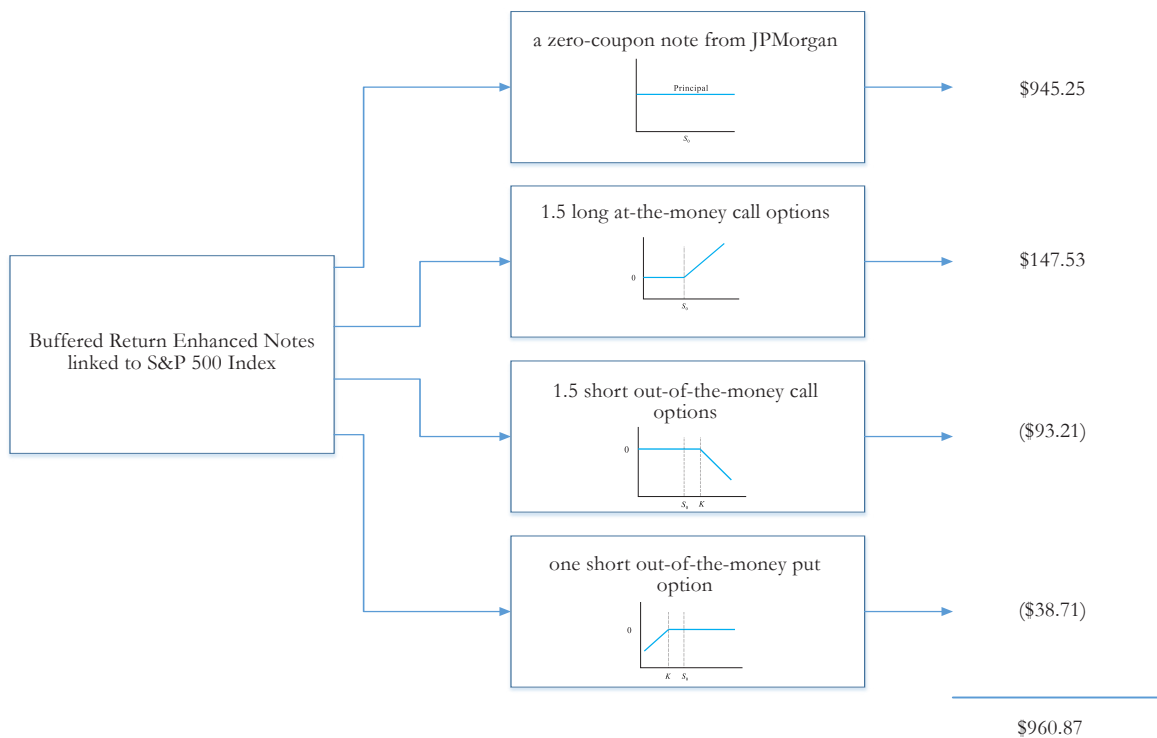 a zero-coupon note from JPMorgan
Principal
S0
$945.25
1.5 long at-the-money call options
0
S0
$147.53
Buffered Return Enhanced Notes
linked to S&P 500 Index
1.5 short out-of-the-money call
options
0
S0 K
($93.21)
one short out-of-the-money put
option
0
K S0
($38.71)
$960.87